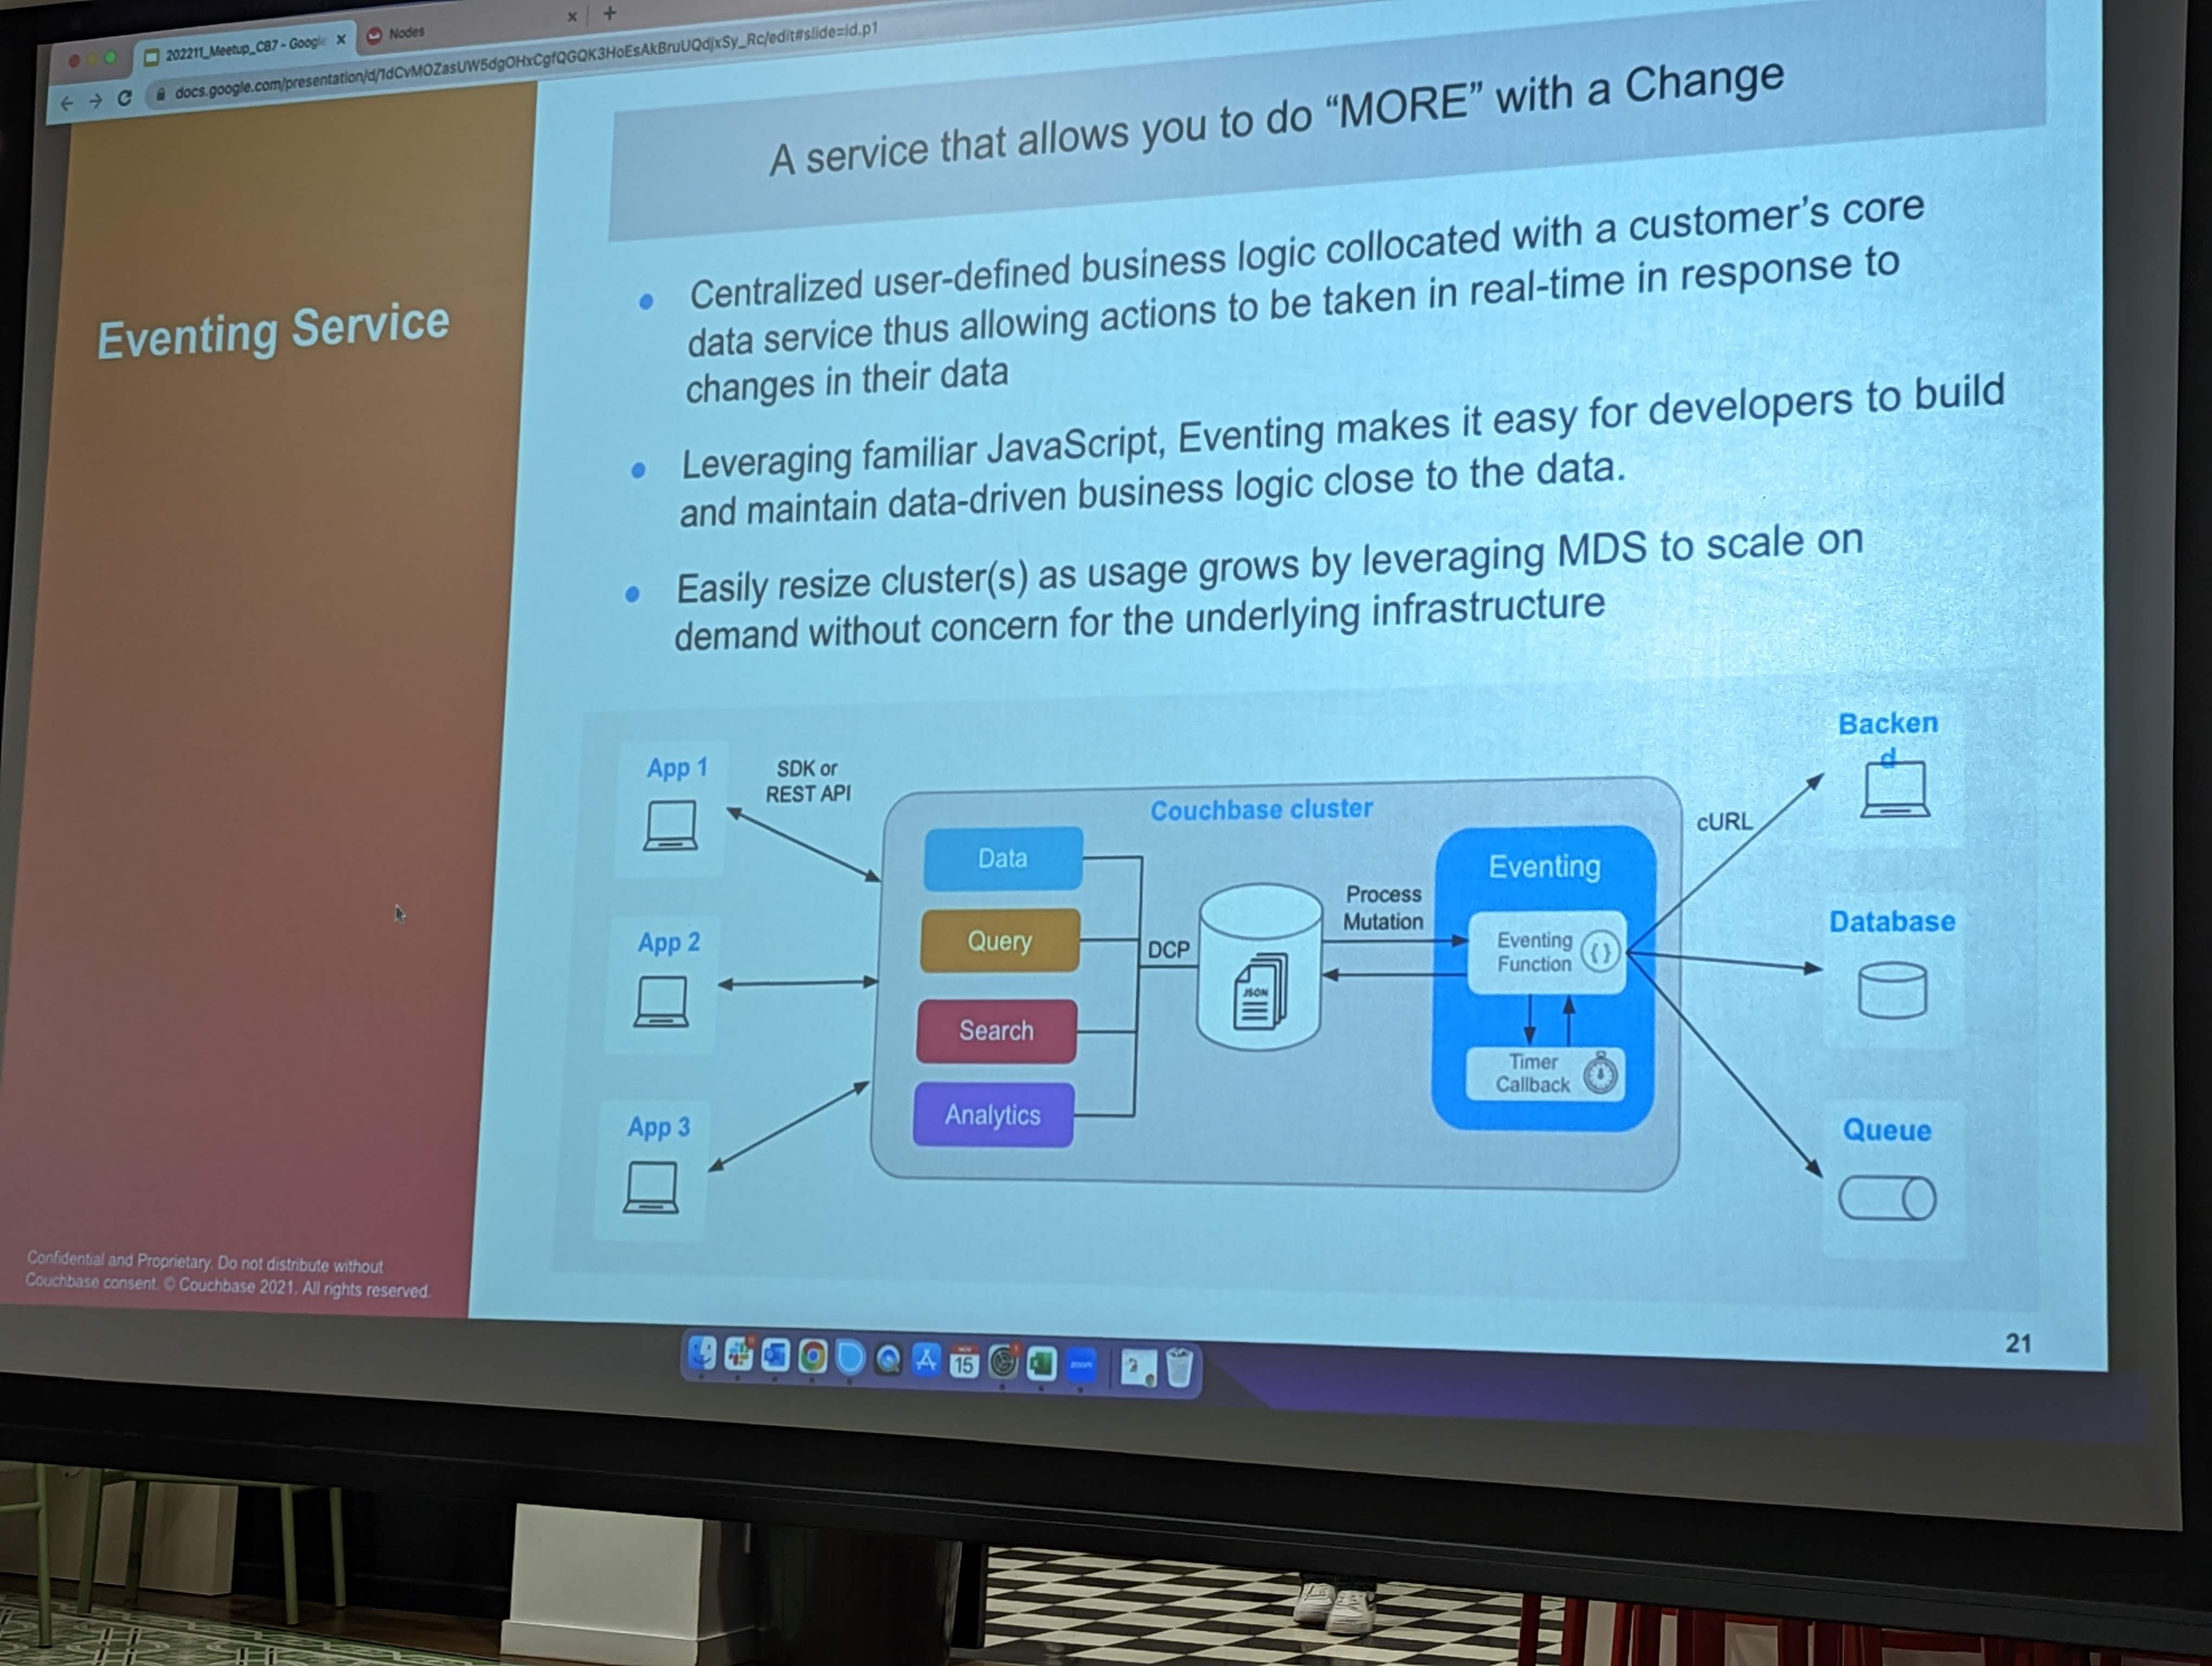 202211_Meetup_CB7 - Google
Nodes
docs.google.com/presentation/d/1dCvMOZasUW5dgOHxCgfQGQK3HoEsAkBruUQdjxSy_Rc/edit#slide=id.p1
Eventing Service
A service that allows you to do “MORE” with a Change
Centralized user-defined business logic collocated with a customer’s core
data service thus allowing actions to be taken in real-time in response to
changes in their data
Leveraging familiar JavaScript, Eventing makes it easy for developers to build
and maintain data-driven business logic close to the data.
Easily resize cluster(s) as usage grows by leveraging MDS to scale on
demand without concern for the underlying infrastructure
App 1
SDK or
REST API
App 2
App 3
Couchbase cluster
Data
Query
Search
Analytics
DCP
JSON
Process
Mutation
Eventing
Eventing
Function
{ }
Timer
Callback
cURL
Backen
d
Database
Queue
Confidential and Proprietary. Do not distribute without
Couchbase consent. © Couchbase 2021. All rights reserved.
21
NOV
15
zoom